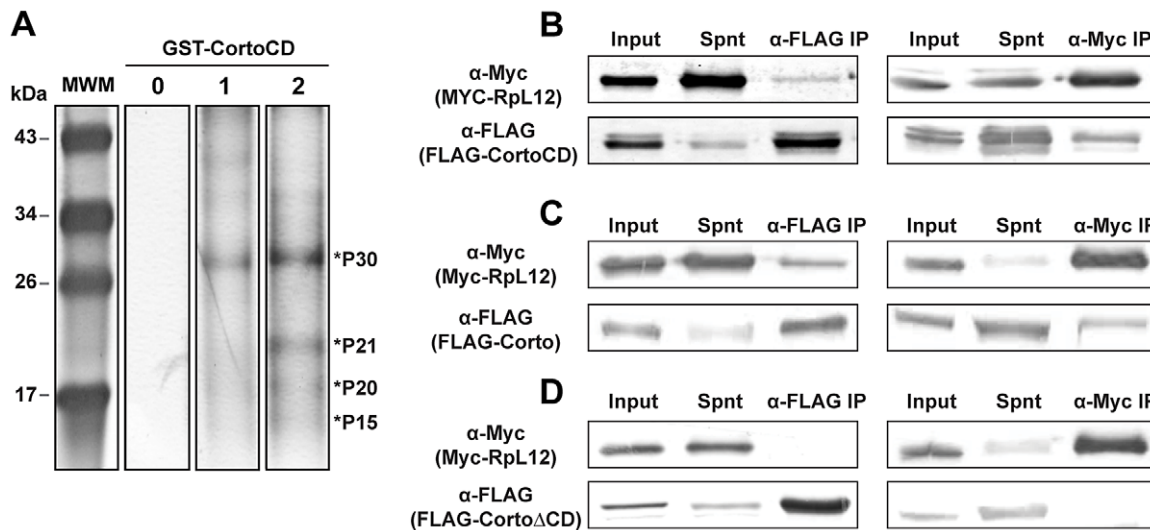 A
GST-CortoCD
kDa MWM 0 1 2
43
34
26
17
*P30
*P21
*P20
*P15
B
Input Spnt α-FLAG IP Input Spnt α-Myc IP
α-Myc
(MYC-RpL12)
α-FLAG
(FLAG-CortoCD)
C
Input Spnt α-FLAG IP Input Spnt α-Myc IP
α-Myc
(Myc-RpL12)
α-FLAG
(FLAG-Corto)
D
Input Spnt α-FLAG IP Input Spnt α-Myc IP
α-Myc
(Myc-RpL12)
α-FLAG
(FLAG-CortoΔCD)